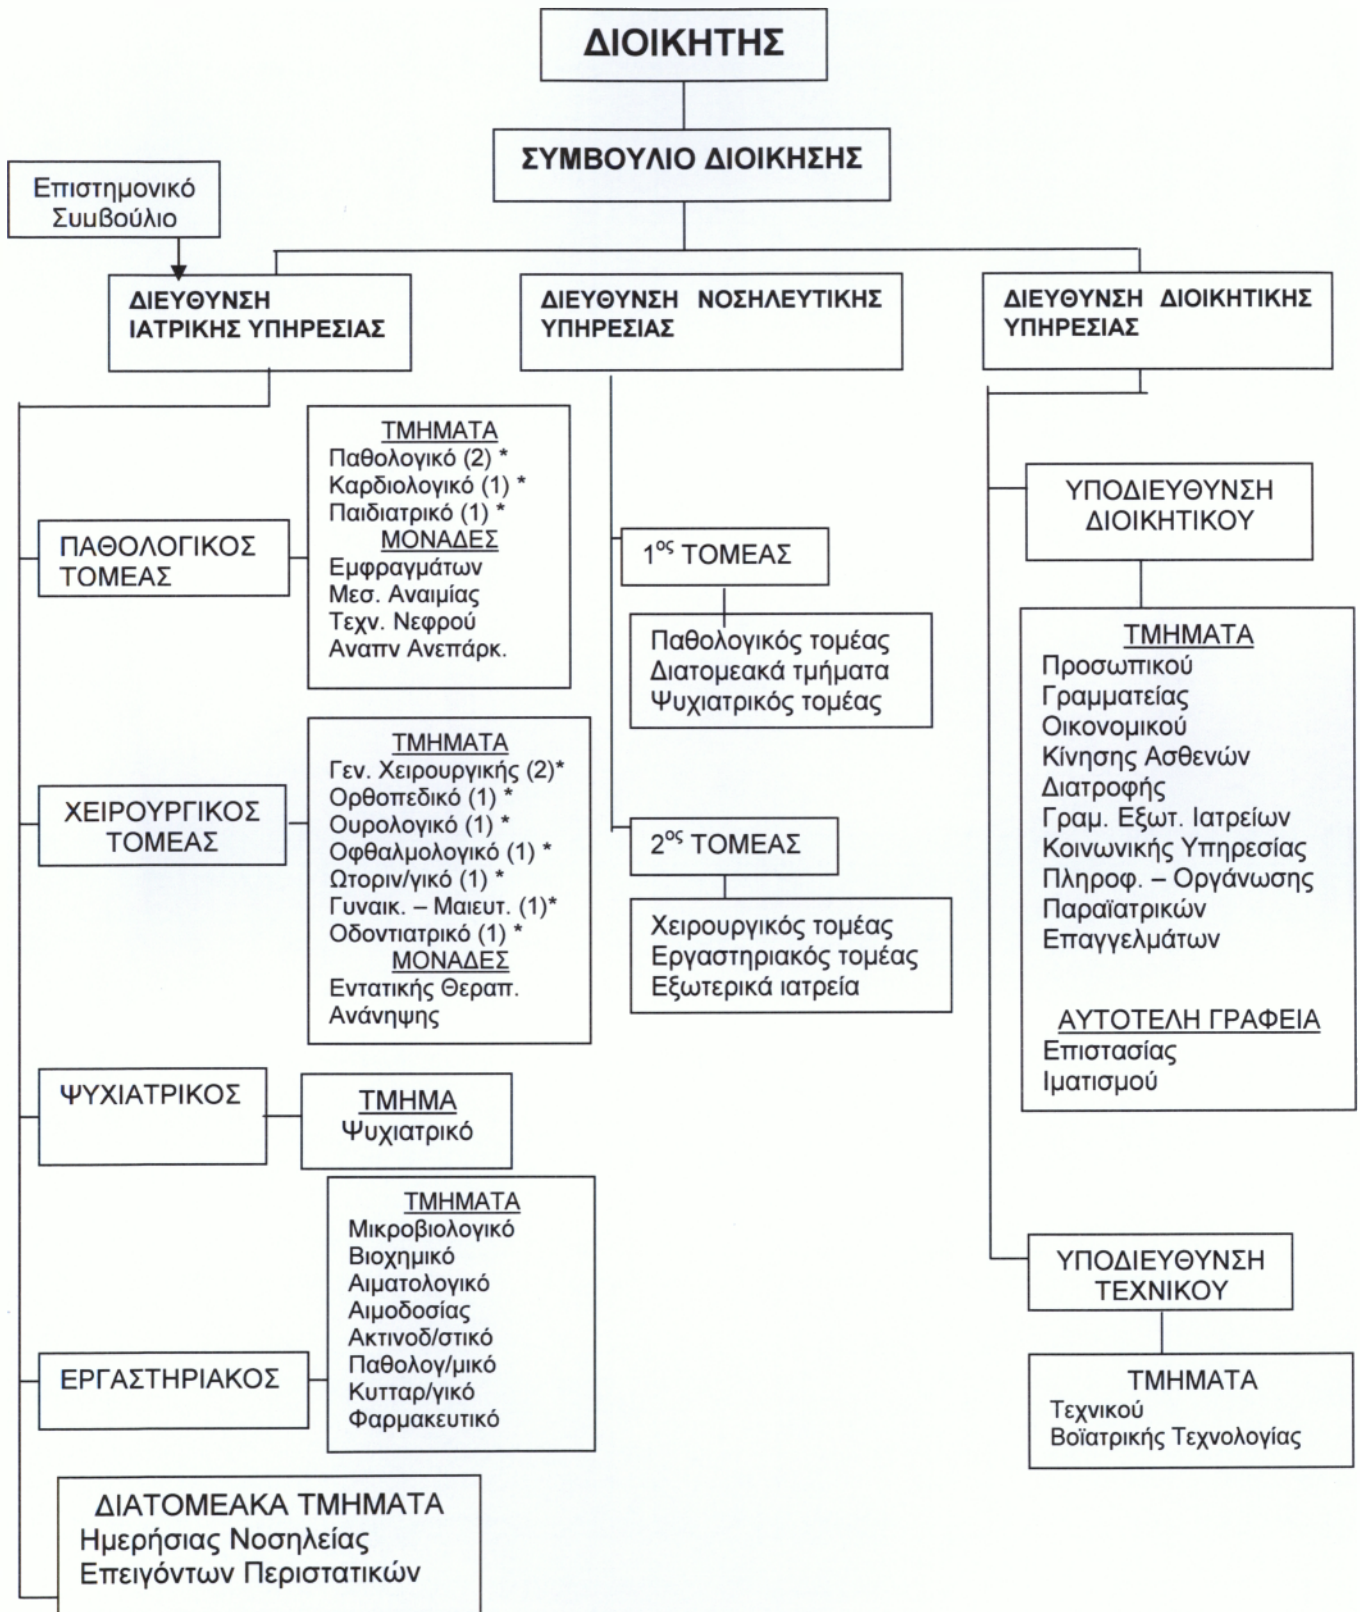 ΔΙΟΙΚΗΤΗΣ
ΣΥΜΒΟΥΛΙΟ ΔΙΟΙΚΗΣΗΣ
Επιστημονικό
Συμβούλιο
ΔΙΕΥΘΥΝΣΗ
ΙΑΤΡΙΚΗΣ ΥΠΗΡΕΣΙΑΣ
ΔΙΕΥΘΥΝΣΗ ΝΟΣΗΛΕΥΤΙΚΗΣ
ΥΠΗΡΕΣΙΑΣ
ΔΙΕΥΘΥΝΣΗ ΔΙΟΙΚΗΤΙΚΗΣ
ΥΠΗΡΕΣΙΑΣ
ΠΑΘΟΛΟΓΙΚΟΣ
ΤΟΜΕΑΣ
ΤΜΗΜΑΤΑ
Παθολογικό (2) *
Καρδιολογικό (1) *
Παιδιατρικό (1) *
ΜΟΝΑΔΕΣ
Εμφραγμάτων
Μεσ. Αναιμίας
Τεχν. Νεφρού
Αναπν Ανεπάρκ.
ΧΕΙΡΟΥΡΓΙΚΟΣ
ΤΟΜΕΑΣ
ΤΜΗΜΑΤΑ
Γεν. Χειρουργικής (2)*
Ορθοπεδικό (1) *
Ουρολογικό (1) *
Οφθαλμολογικό (1) *
Ωτοριν/γικό (1) *
Γυναικ. – Μαιευτ. (1)*
Οδοντιατρικό (1) *
ΜΟΝΑΔΕΣ
Εντατικής Θεραπ.
Ανάνηψης
ΨΥΧΙΑΤΡΙΚΟΣ
ΤΜΗΜΑ
Ψυχιατρικό
ΕΡΓΑΣΤΗΡΙΑΚΟΣ
ΤΜΗΜΑΤΑ
Μικροβιολογικό
Βιοχημικό
Αιματολογικό
Αιμοδοσίας
Ακτινοδ/στικό
Παθολογ/μικό
Κυτταρ/γικό
Φαρμακευτικό
ΔΙΑΤΟΜΕΑΚΑ ΤΜΗΜΑΤΑ
Ημερήσιας Νοσηλείας
Επειγόντων Περιστατικών
1ος ΤΟΜΕΑΣ
Παθολογικός τομέας
Διατομεακά τμήματα
Ψυχιατρικός τομέας
2ος ΤΟΜΕΑΣ
Χειρουργικός τομέας
Εργαστηριακός τομέας
Εξωτερικά ιατρεία
ΥΠΟΔΙΕΥΘΥΝΣΗ
ΔΙΟΙΚΗΤΙΚΟΥ
ΤΜΗΜΑΤΑ
Προσωπικού
Γραμματείας
Οικονομικού
Κίνησης Ασθενών
Διατροφής
Γραμ. Εξωτ. Ιατρείων
Κοινωνικής Υπηρεσίας
Πληροφ. – Οργάνωσης
Παραϊατρικών
Επαγγελμάτων
ΑΥΤΟΤΕΛΗ ΓΡΑΦΕΙΑ
Επιστασίας
Ιματισμού
ΥΠΟΔΙΕΥΘΥΝΣΗ
ΤΕΧΝΙΚΟΥ
ΤΜΗΜΑΤΑ
Τεχνικού
Βοϊατρικής Τεχνολογίας